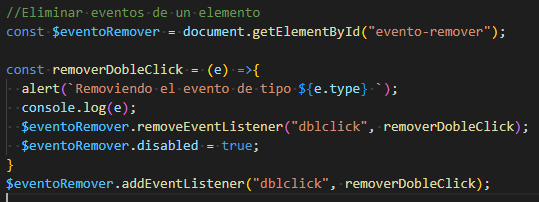 //Eliminar eventos de un elemento
const $eventoRemover = document.getElementById("evento-remover");
const removerDobleClick = (e) =>{
alert(`Removiendo el evento de tipo ${e.type} `);
console.log(e);
$eventoRemover.removeEventListener("dblclick", removerDobleClick);
$eventoRemover.disabled = true;
}
$eventoRemover.addEventListener("dblclick", removerDobleClick);